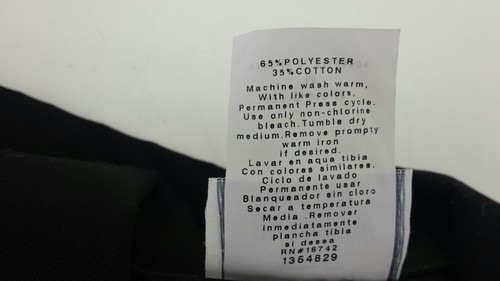 65%POLYESTER
35%COTTON
Machine wash warm,
With like colors,
Permanent Press cycle.
Use only non-chlorine
bleach.Tumble dry
medium.Remove prompty
warm iron
if desired.
Lavar en aqua tibia
Con colores similares.
Ciclo de lavado
Permanente usar
Blanqueador sin cloro
Secar a temperatura
Media .Remover
inmediatamente
plancha tibia
si desea
RN#16742
1354829